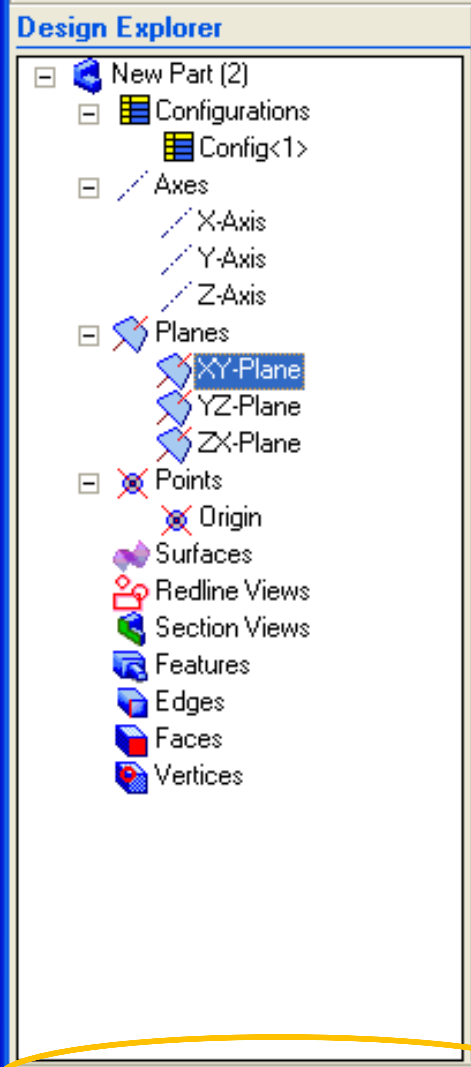 Design Explorer
New Part (2)
Configurations
Config<1>
Axes
X-Axis
Y-Axis
Z-Axis
Planes
XY-Plane
YZ-Plane
ZX-Plane
Points
Origin
Surfaces
Redline Views
Section Views
Features
Edges
Faces
Vertices